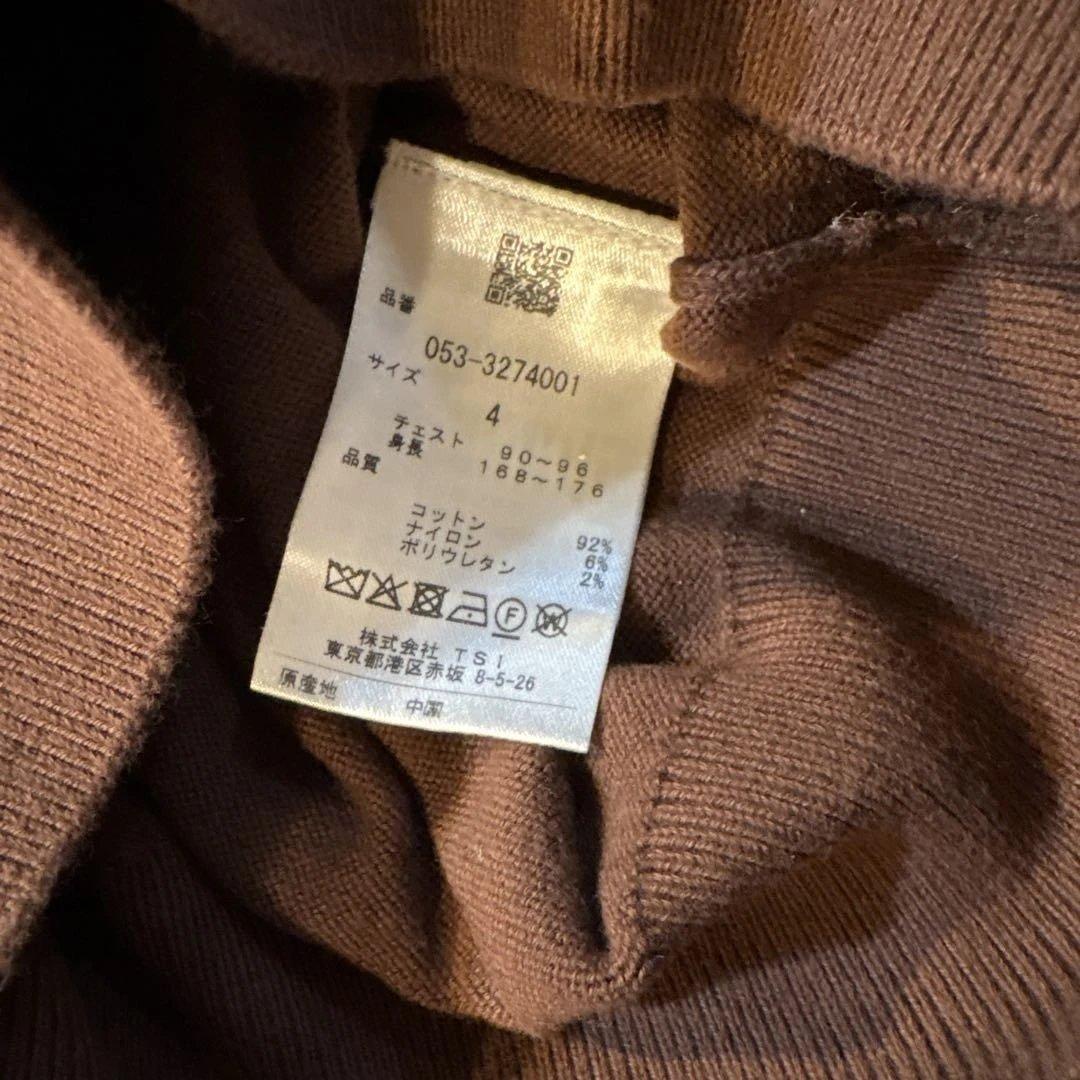 品番
053-3274001
サイズ
4
チェスト 90～96
身長 168～176
品質
コットン 92%
ナイロン 6%
ポリウレタン 2%
F W
株式会社 TSI
東京都港区赤坂 8-5-26
原産地 中国